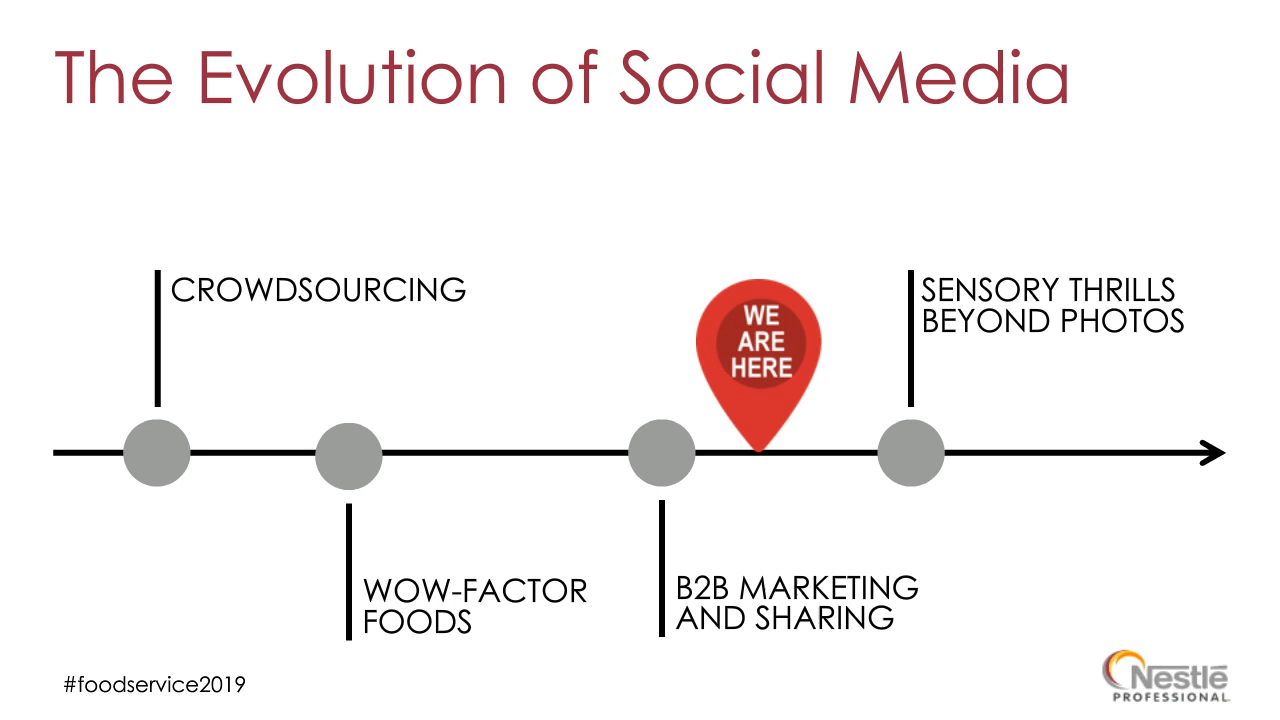 The Evolution of Social Media
CROWDSOURCING
WE
ARE
HERE
SENSORY THRILLS
BEYOND PHOTOS
WOW-FACTOR
FOODS
B2B MARKETING
AND SHARING
#foodservice2019
Nestlé
PROFESSIONAL.